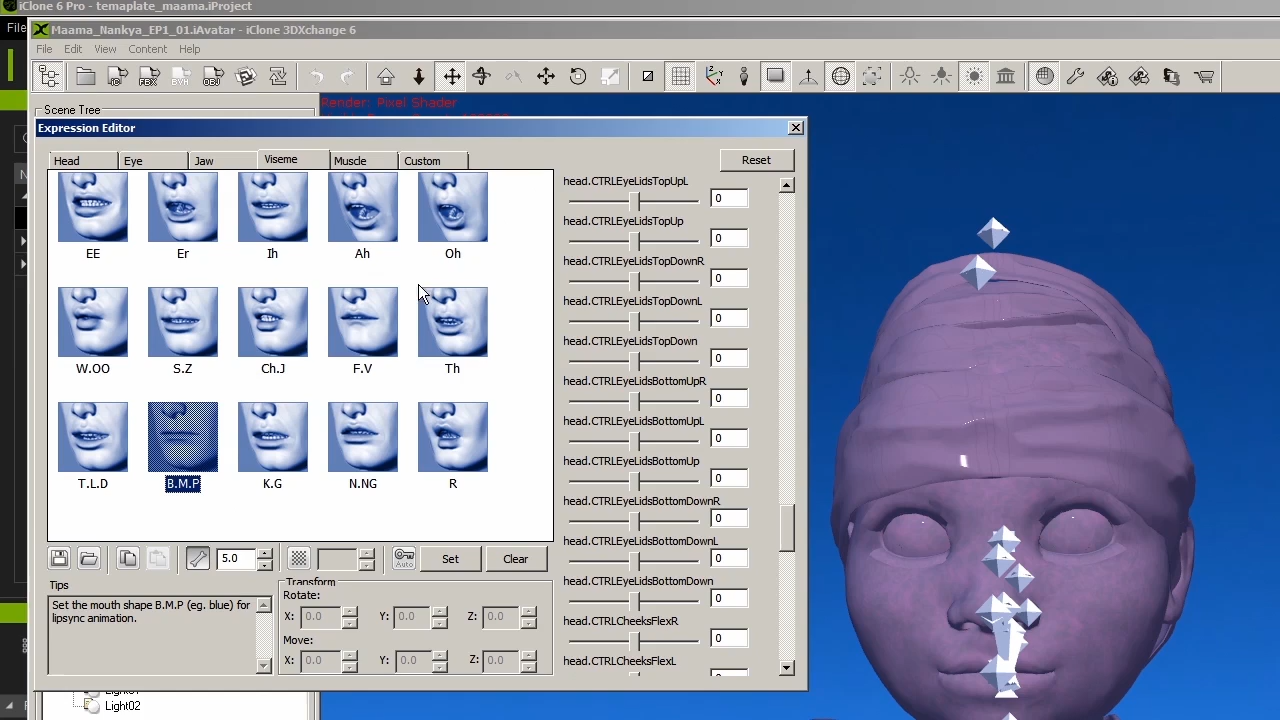 iClone 6 Pro - temaplate_maama.iProject
File
Maama_Nankya_EP1_01.iAvatar - iClone 3DXchange 6
File Edit View Content Help
Scene Tree
Render: Pixel Shader
Expression Editor
Head Eye Jaw Viseme Muscle Custom
Reset
EE Er Ih Ah Oh
W.OO S.Z Ch.J F.V Th
T.L.D B.M.P K.G N.NG R
head.CTRLEyeLidsTopUpL
0
head.CTRLEyeLidsTopUp
0
head.CTRLEyeLidsTopDownR
0
head.CTRLEyeLidsTopDownL
0
head.CTRLEyeLidsTopDown
0
head.CTRLEyeLidsBottomUpR
0
head.CTRLEyeLidsBottomUpL
0
head.CTRLEyeLidsBottomUp
0
head.CTRLEyeLidsBottomDownR
0
head.CTRLEyeLidsBottomDownL
0
head.CTRLEyeLidsBottomDown
0
head.CTRLCheeksFlexR
0
head.CTRLCheeksFlexL
5.0
Auto
Set Clear
Tips
Set the mouth shape B.M.P (eg. blue) for
lipsync animation.
Transform
Rotate:
X: 0.0 Y: 0.0 Z: 0.0
Move:
X: 0.0 Y: 0.0 Z: 0.0
Light01
Light02